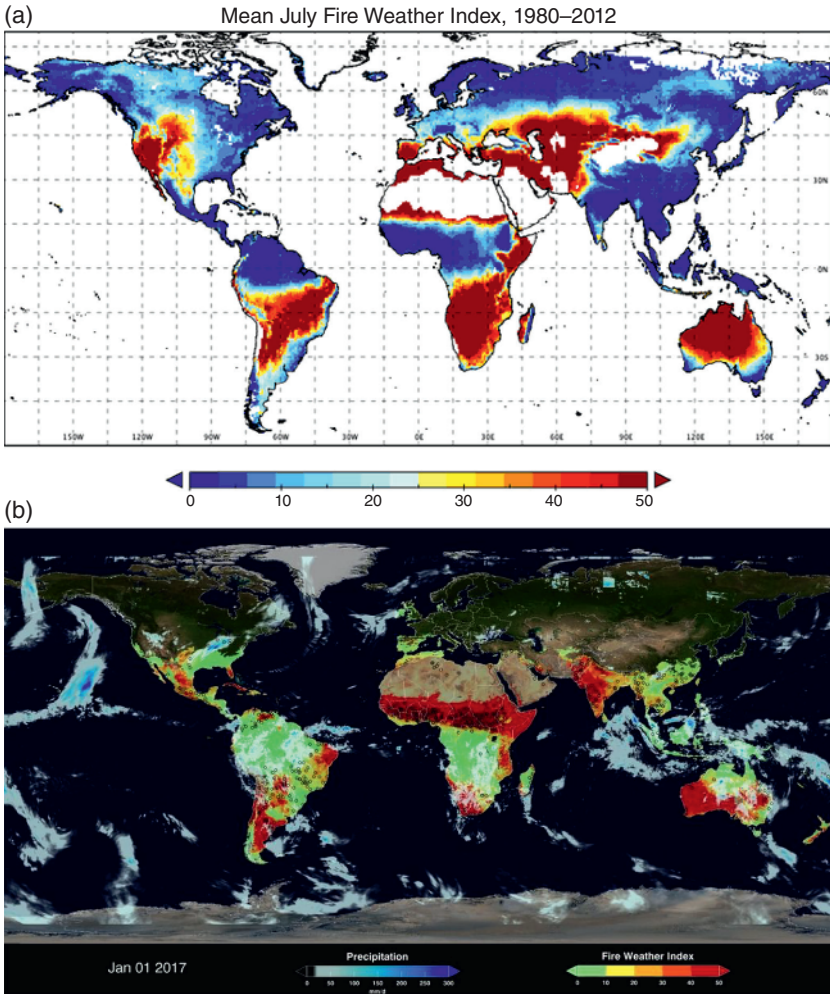 (a)
Mean July Fire Weather Index, 1980–2012
60N
30N
0N
30S
150W 120W 90W 60W 30W 0E 30E 60E 90E 120E 150E
0 10 20 30 40 50
(b)
Jan 01 2017
Precipitation
0 50 100 150 200 250 300
mm/d
Fire Weather Index
0 10 20 30 40 50